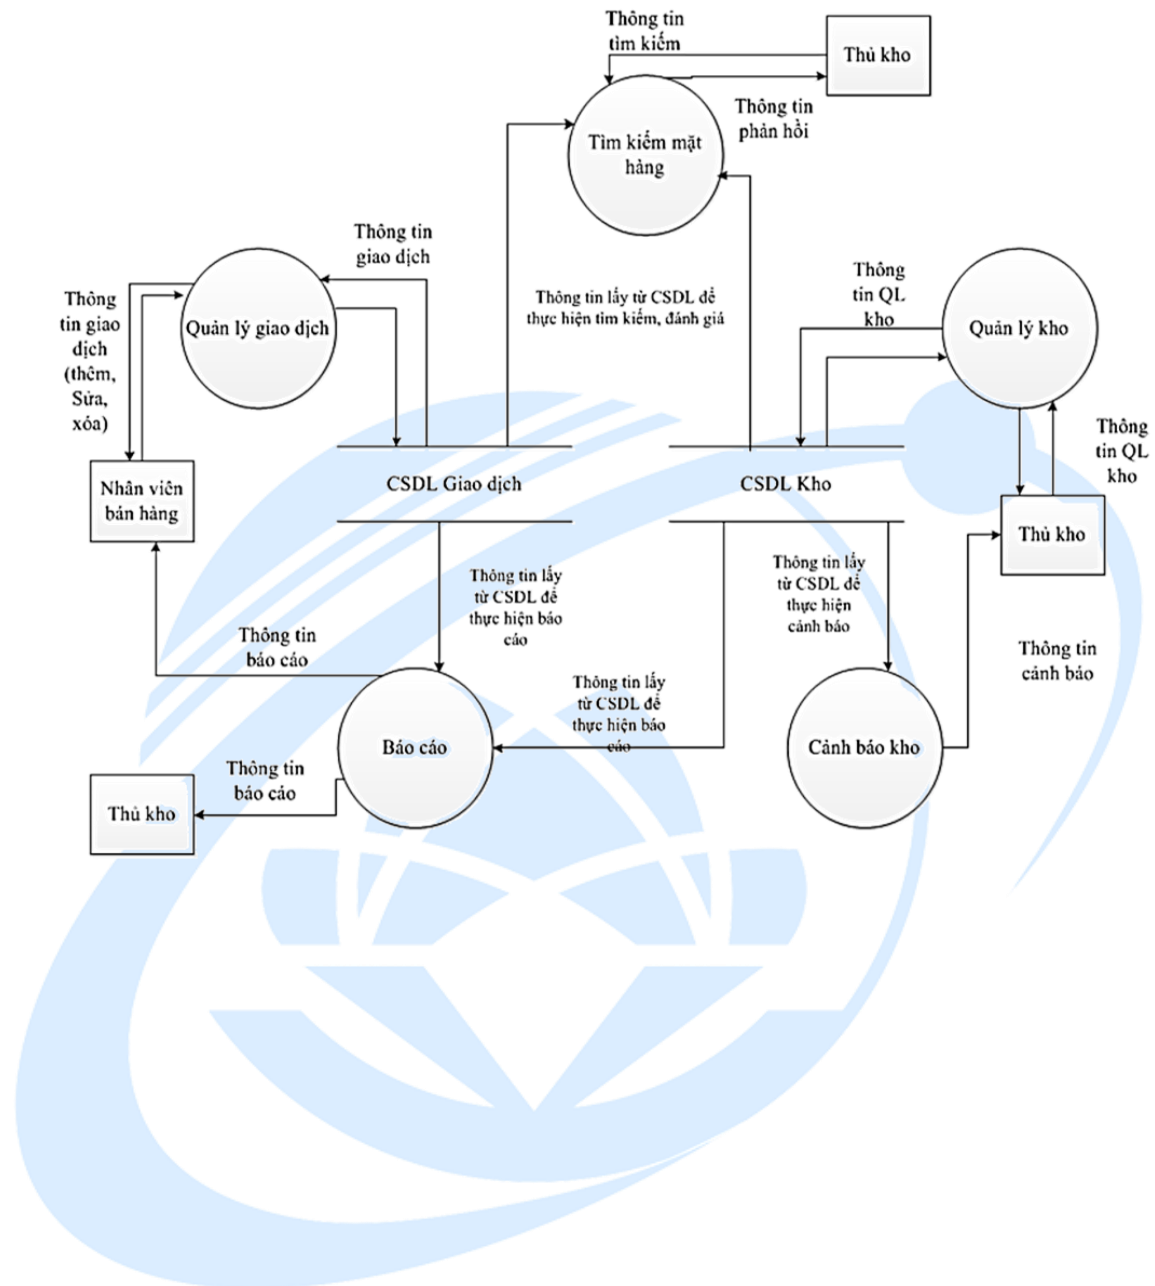 Thông tin
tìm kiếm
Thủ kho
Thông tin
phản hồi
Tìm kiếm mặt
hàng
Thông tin
giao dịch
Thông
tin giao
dịch
(thêm,
Sửa,
xóa)
Quản lý giao dịch
Thông tin lấy từ CSDL để
thực hiện tìm kiếm, đánh giá
Thông
tin QL
kho
Quản lý kho
Thông
tin QL
kho
Nhân viên
bán hàng
CSDL Giao dịch
CSDL Kho
Thủ kho
Thông tin lấy
từ CSDL để
thực hiện báo
cáo
Thông tin lấy
từ CSDL để
thực hiện
cảnh báo
Thông tin
báo cáo
Thông tin lấy
từ CSDL để
thực hiện báo
cáo
Thông tin
cảnh báo
Báo cáo
Cảnh báo kho
Thông tin
báo cáo
Thủ kho